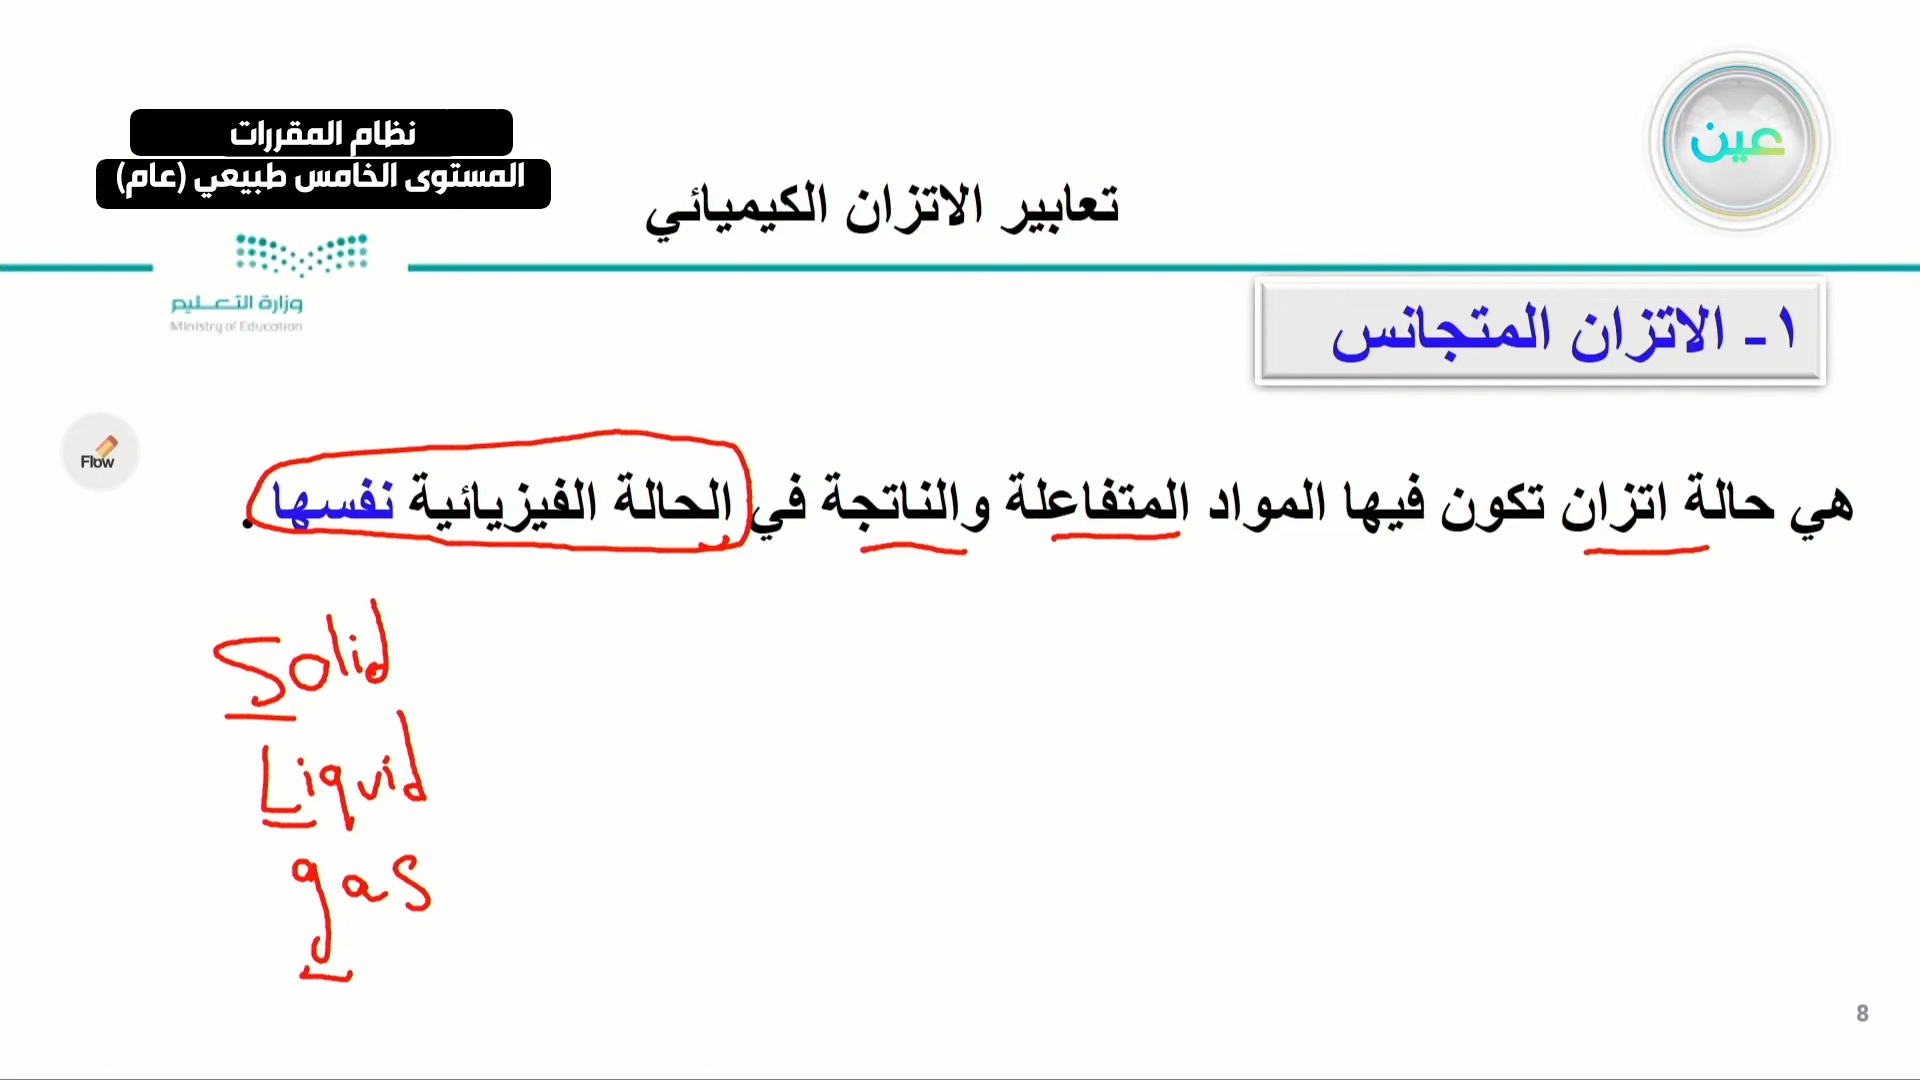 نظام المقررات
المستوى الخامس طبيعي (عام)
عين
تعابير الاتزان الكيميائي
وزارة التعليم
Ministry of Education
١- الاتزان المتجانس
Flow
هي حالة اتزان تكون فيها المواد المتفاعلة والناتجة في الحالة الفيزيائية نفسها .
Solid
Liquid
gas
8